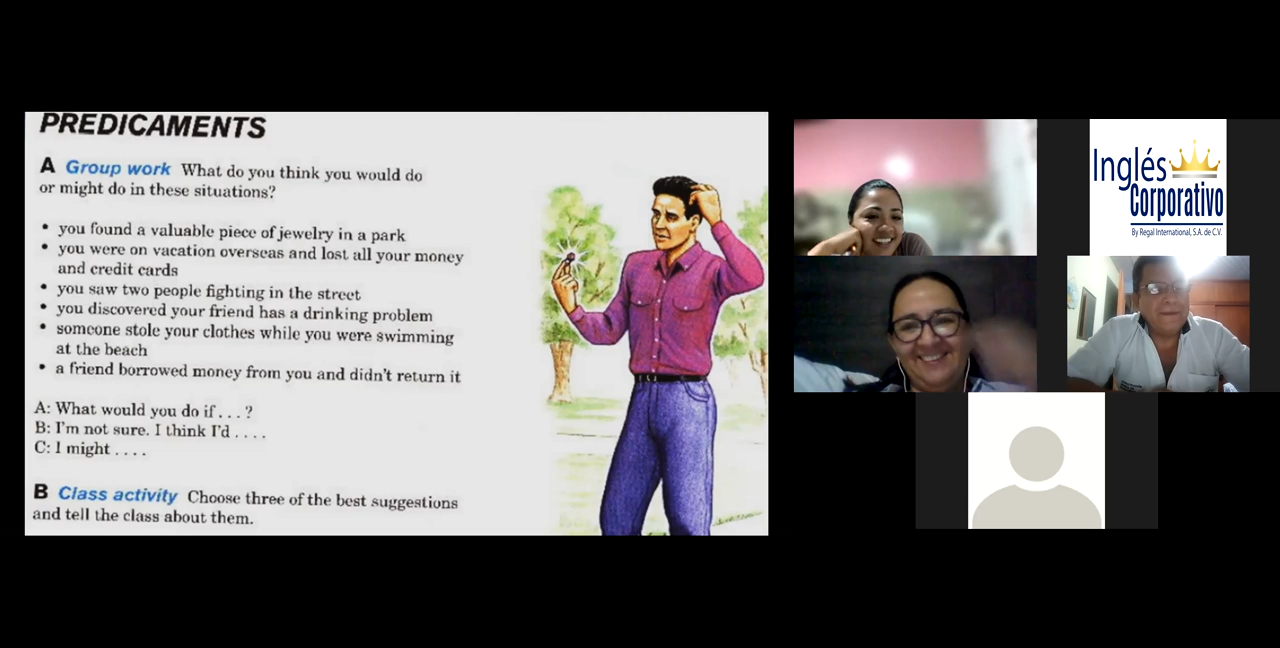 PREDICAMENTS
A Group work What do you think you would do
or might do in these situations?
• you found a valuable piece of jewelry in a park
• you were on vacation overseas and lost all your money
and credit cards
• you saw two people fighting in the street
• you discovered your friend has a drinking problem
• someone stole your clothes while you were swimming
at the beach
• a friend borrowed money from you and didn't return it
A: What would you do if . . . ?
B: I'm not sure. I think I'd . . . .
C: I might . . . .
B Class activity Choose three of the best suggestions
and tell the class about them.
Inglés
Corporativo
By Regal International, S.A. de C.V.